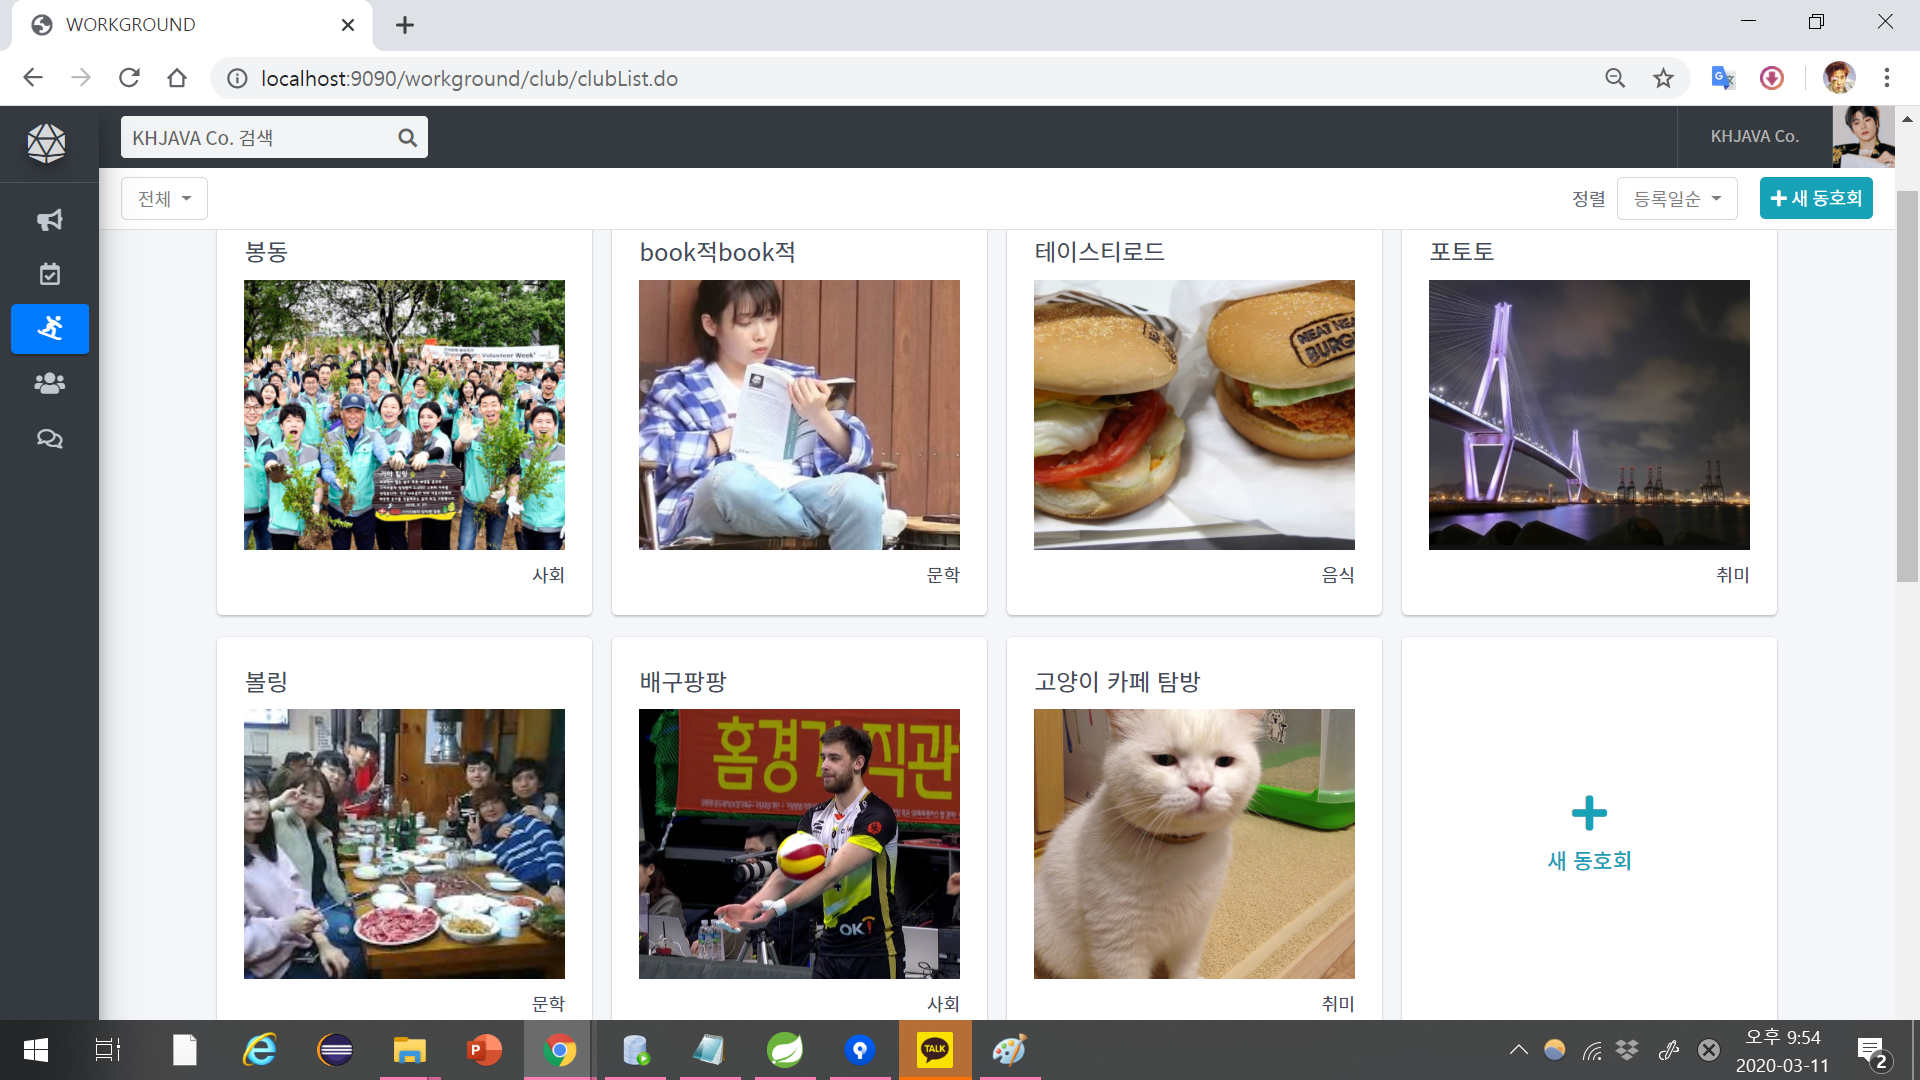 WORKGROUND
localhost:9090/workground/club/clubList.do
KHJAVA Co. 검색
KHJAVA Co.
전체
정렬
등록일순
새 동호회
봉동
book적book적
테이스티로드
포토토
Volunteer Week
NEAT
BURG
사회
문학
음식
취미
볼링
배구팡팡
고양이 카페 탐방
홈경기 직관
OK!
새 동호회
문학
사회
취미
P
TALK
오후 9:54
2020-03-11
2